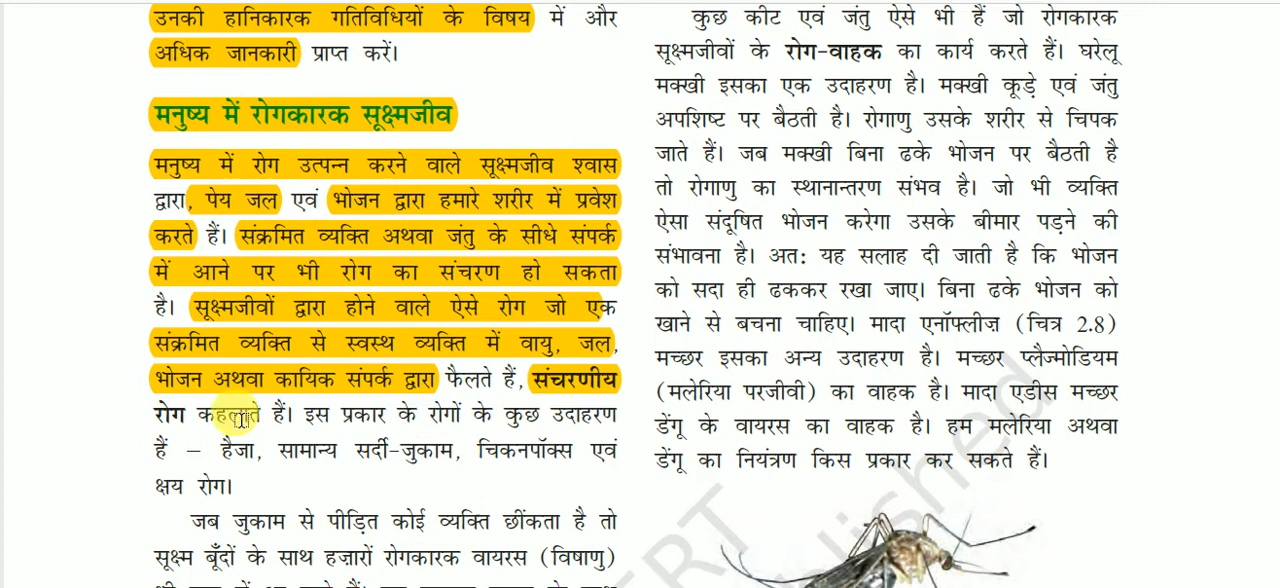 उनकी हानिकारक गतिविधियों के विषय में और
अधिक जानकारी प्राप्त करें।
मनुष्य में रोगकारक सूक्ष्मजीव
मनुष्य में रोग उत्पन्न करने वाले सूक्ष्मजीव श्वास
द्वारा, पेय जल एवं भोजन द्वारा हमारे शरीर में प्रवेश
करते हैं। संक्रमित व्यक्ति अथवा जंतु के सीधे संपर्क
में आने पर भी रोग का संचरण हो सकता
है। सूक्ष्मजीवों द्वारा होने वाले ऐसे रोग जो एक
संक्रमित व्यक्ति से स्वस्थ व्यक्ति में वायु, जल,
भोजन अथवा कायिक संपर्क द्वारा फैलते हैं, संचरणीय
रोग कहलाते हैं। इस प्रकार के रोगों के कुछ उदाहरण
हैं – हैजा, सामान्य सर्दी-जुकाम, चिकनपॉक्स एवं
क्षय रोग।
जब जुकाम से पीड़ित कोई व्यक्ति छींकता है तो
सूक्ष्म बूँदों के साथ हज़ारों रोगकारक वायरस (विषाणु)
कुछ कीट एवं जंतु ऐसे भी हैं जो रोगकारक
सूक्ष्मजीवों के रोग-वाहक का कार्य करते हैं। घरेलू
मक्खी इसका एक उदाहरण है। मक्खी कूड़े एवं जंतु
अपशिष्ट पर बैठती है। रोगाणु उसके शरीर से चिपक
जाते हैं। जब मक्खी बिना ढके भोजन पर बैठती है
तो रोगाणु का स्थानान्तरण संभव है। जो भी व्यक्ति
ऐसा संदूषित भोजन करेगा उसके बीमार पड़ने की
संभावना है। अतः यह सलाह दी जाती है कि भोजन
को सदा ही ढककर रखा जाए। बिना ढके भोजन को
खाने से बचना चाहिए। मादा एनॉफ्लीज़ (चित्र 2.8)
मच्छर इसका अन्य उदाहरण है। मच्छर प्लैज्मोडियम
(मलेरिया परजीवी) का वाहक है। मादा एडीस मच्छर
डेंगू के वायरस का वाहक है। हम मलेरिया अथवा
डेंगू का नियंत्रण किस प्रकार कर सकते हैं।